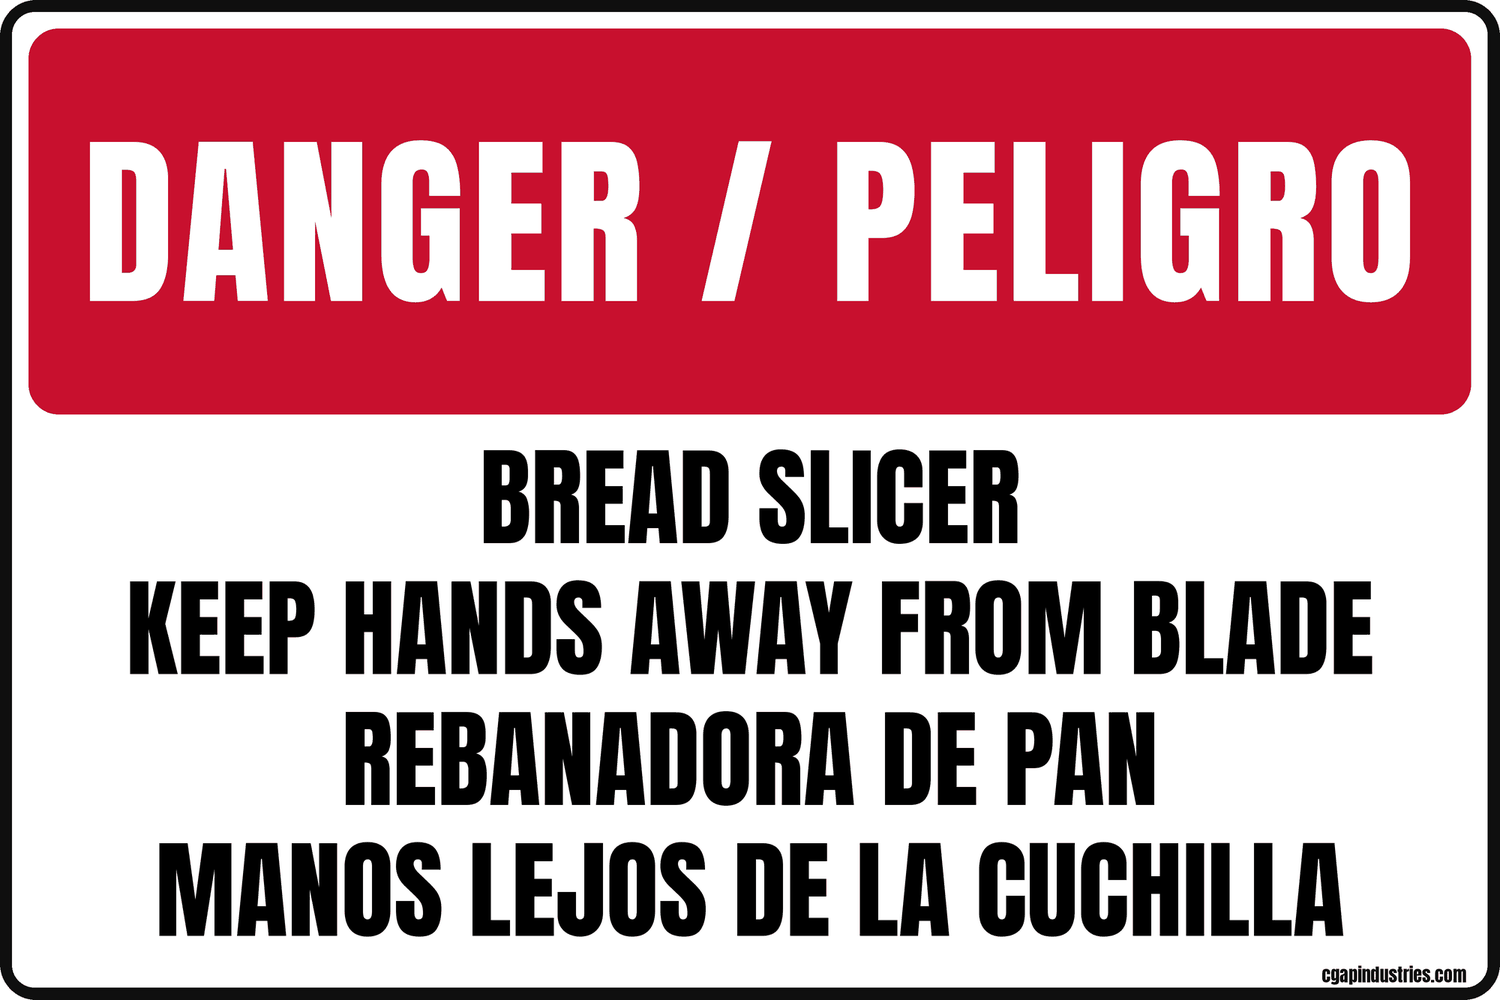 DANGER / PELIGRO
BREAD SLICER
KEEP HANDS AWAY FROM BLADE
REBANADORA DE PAN
MANOS LEJOS DE LA CUCHILLA
cgapindustries.com